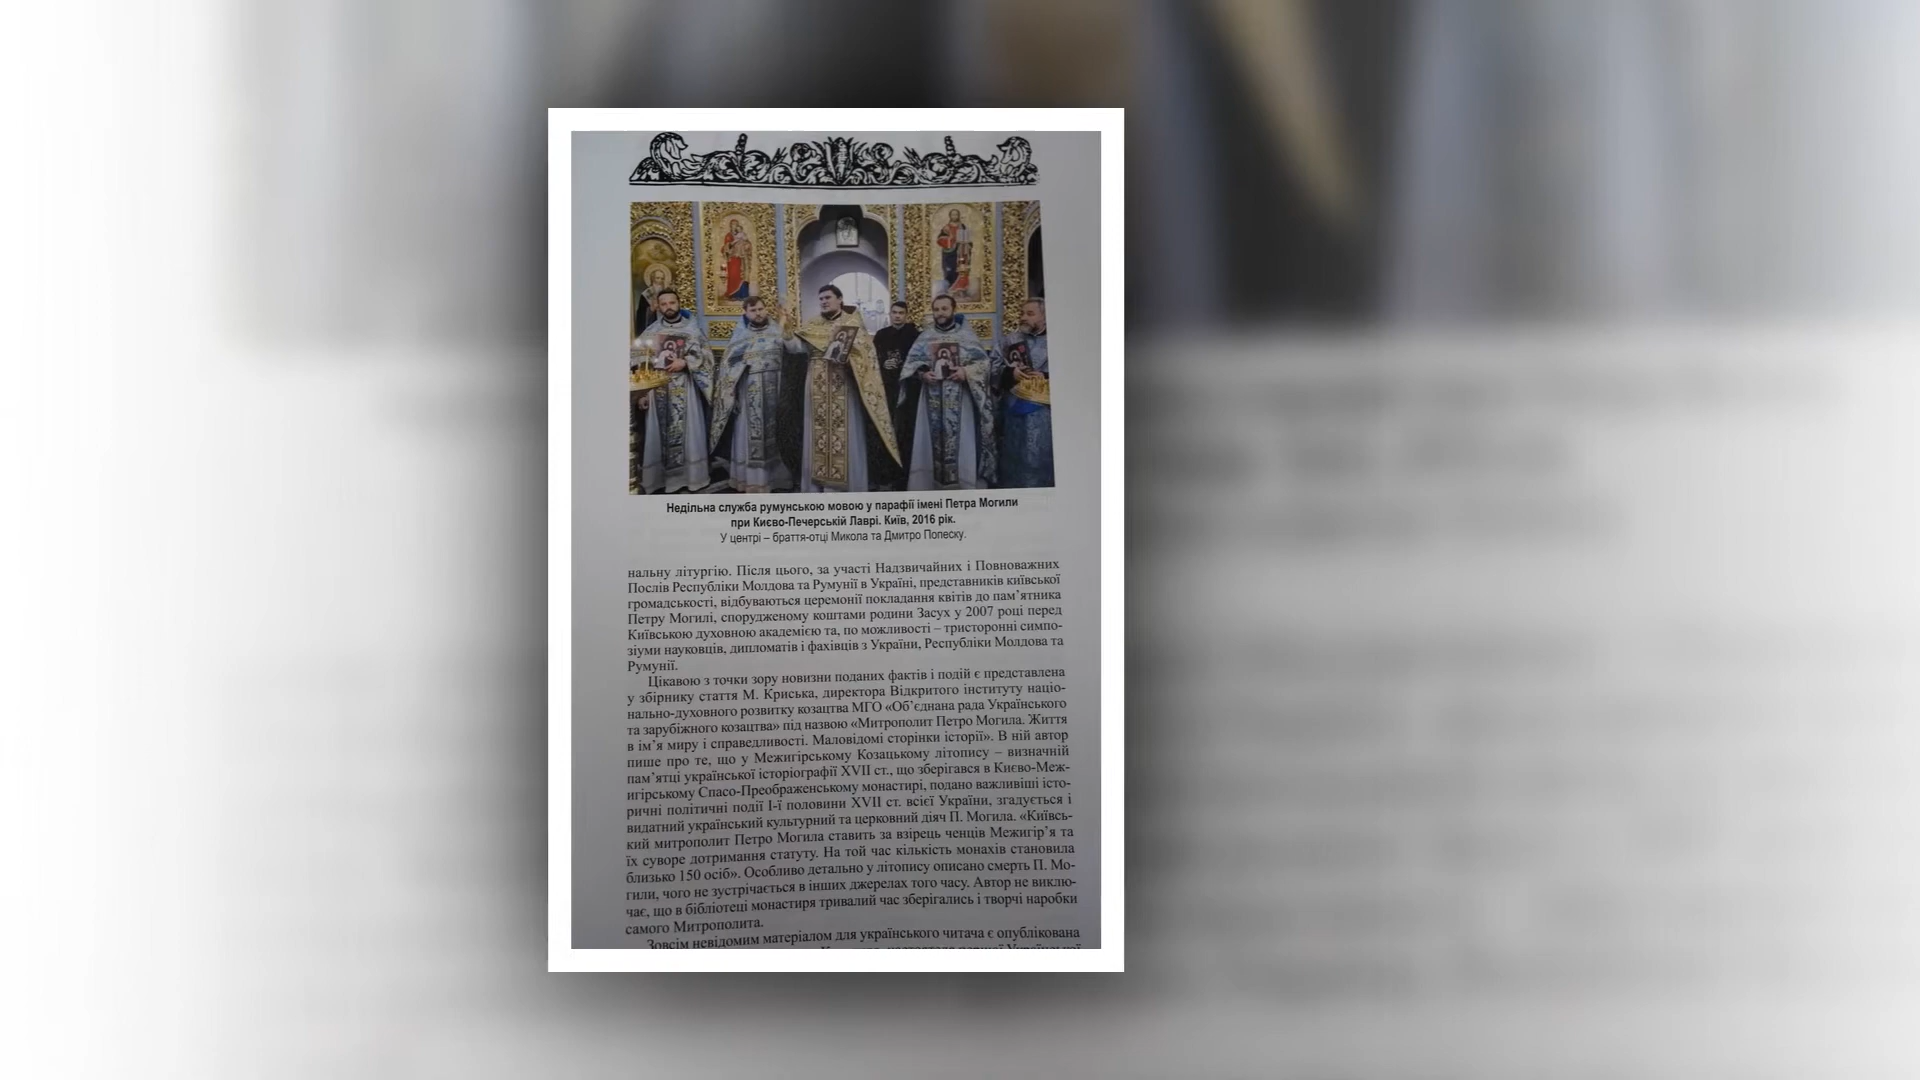 Недільна служба румунською мовою у парафії імені Петра Могили
при Києво-Печерській Лаврі. Київ, 2016 рік.
У центрі – браття-отці Микола та Дмитро Попеску.
нальну літургію. Після цього, за участі Надзвичайних і Повноважних
Послів Республіки Молдова та Румунії в Україні, представників київської
громадськості, відбуваються церемонії покладання квітів до пам’ятника
Петру Могилі, спорудженому коштами родини Засух у 2007 році перед
Київською духовною академією та, по можливості – тристоронні симпо-
зіуми науковців, дипломатів і фахівців з України, Республіки Молдова та
Румунії.
Цікавою з точки зору новизни поданих фактів і подій є представлена
у збірнику стаття М. Криська, директора Відкритого інституту націо-
нально-духовного розвитку козацтва МГО «Об’єднана рада Українського
та зарубіжного козацтва» під назвою «Митрополит Петро Могила. Життя
в ім’я миру і справедливості. Маловідомі сторінки історії». В ній автор
пише про те, що у Межигірському Козацькому літопису – визначній
пам’ятці української історіографії XVII ст., що зберігався в Києво-Меж-
игірському Спасо-Преображенському монастирі, подано важливіші істо-
ричні політичні події І-ї половини XVII ст. всієї України, згадується і
видатний український культурний та церковний діяч П. Могила. «Київсь-
кий митрополит Петро Могила ставить за взірець ченців Межигір’я та
їх суворе дотримання статуту. На той час кількість монахів становила
близько 150 осіб». Особливо детально у літопису описано смерть П. Мо-
гили, чого не зустрічається в інших джерелах того часу. Автор не виклю-
чає, що в бібліотеці монастиря тривалий час зберігались і творчі наробки
самого Митрополита.
Зовсім невідомим матеріалом для українського читача є опублікована